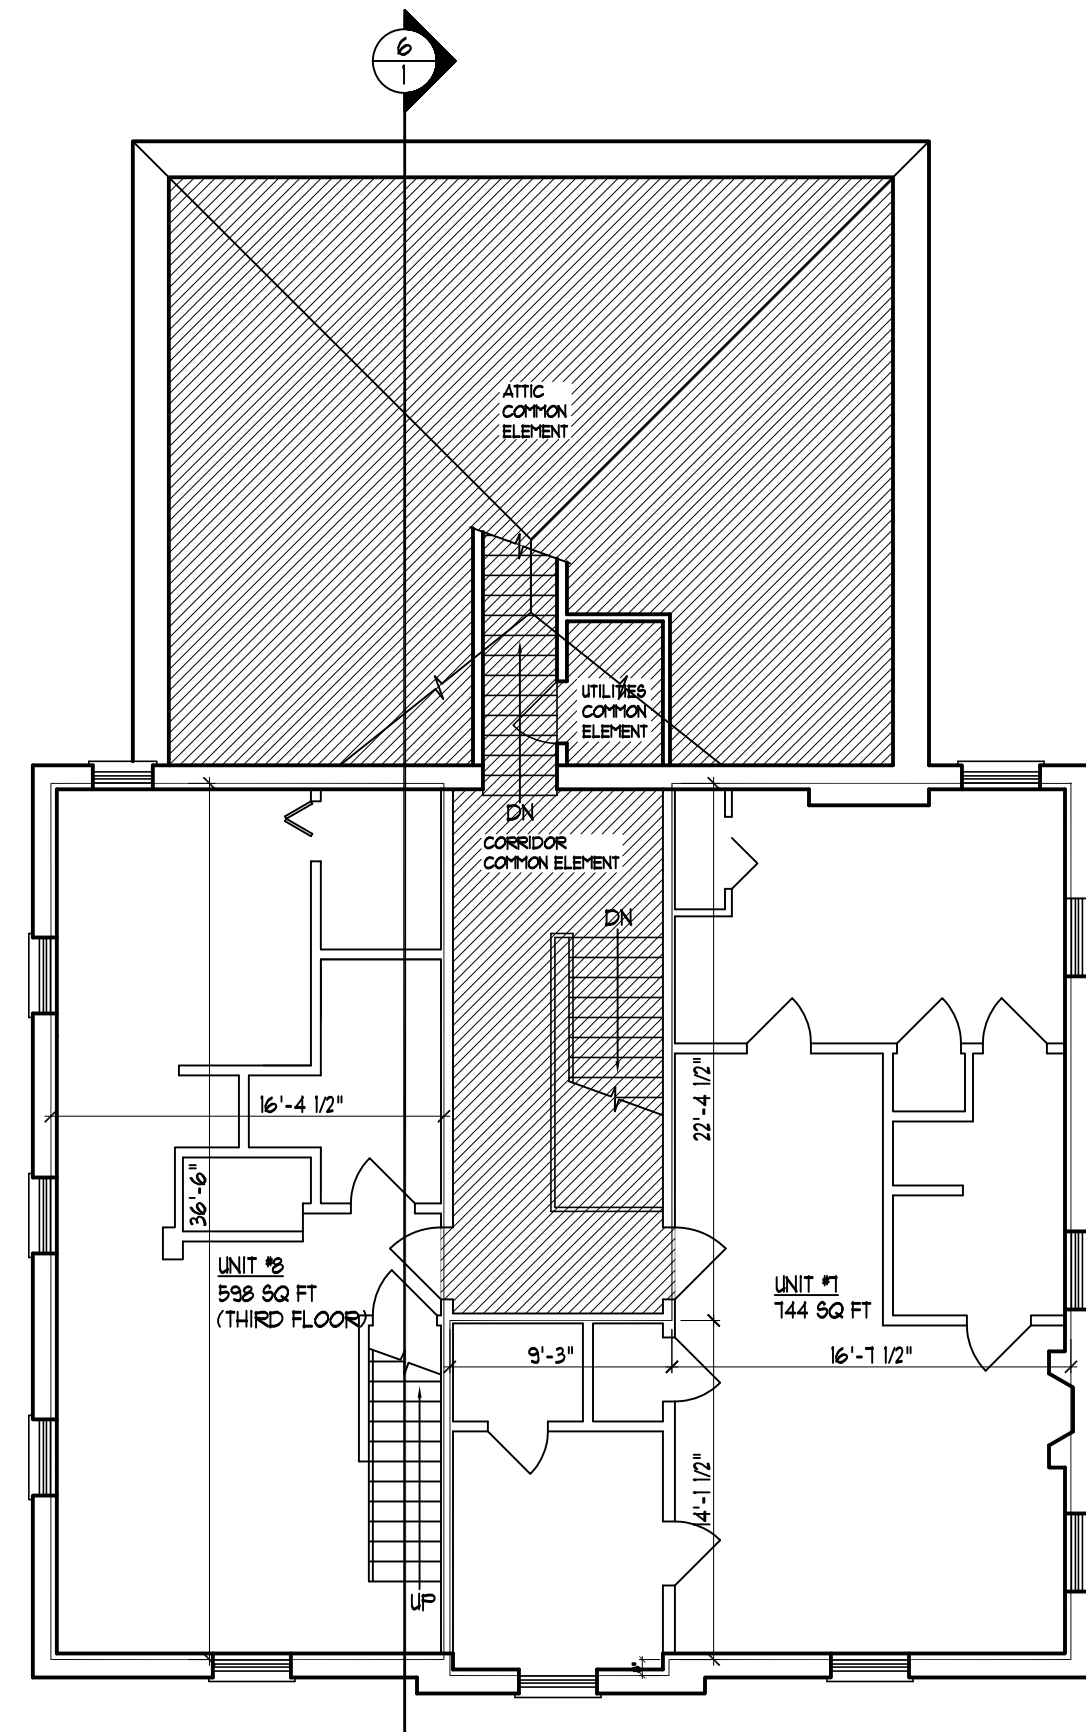 6
1
ATTIC
COMMON
ELEMENT
UTILITIES
COMMON
ELEMENT
DN
CORRIDOR
COMMON ELEMENT
DN
16'-4 1/2"
22'-4 1/2"
36'-6"
UNIT #8
598 SQ FT
(THIRD FLOOR)
UNIT #7
744 SQ FT
9'-3"
16'-7 1/2"
14'-1 1/2"
UP